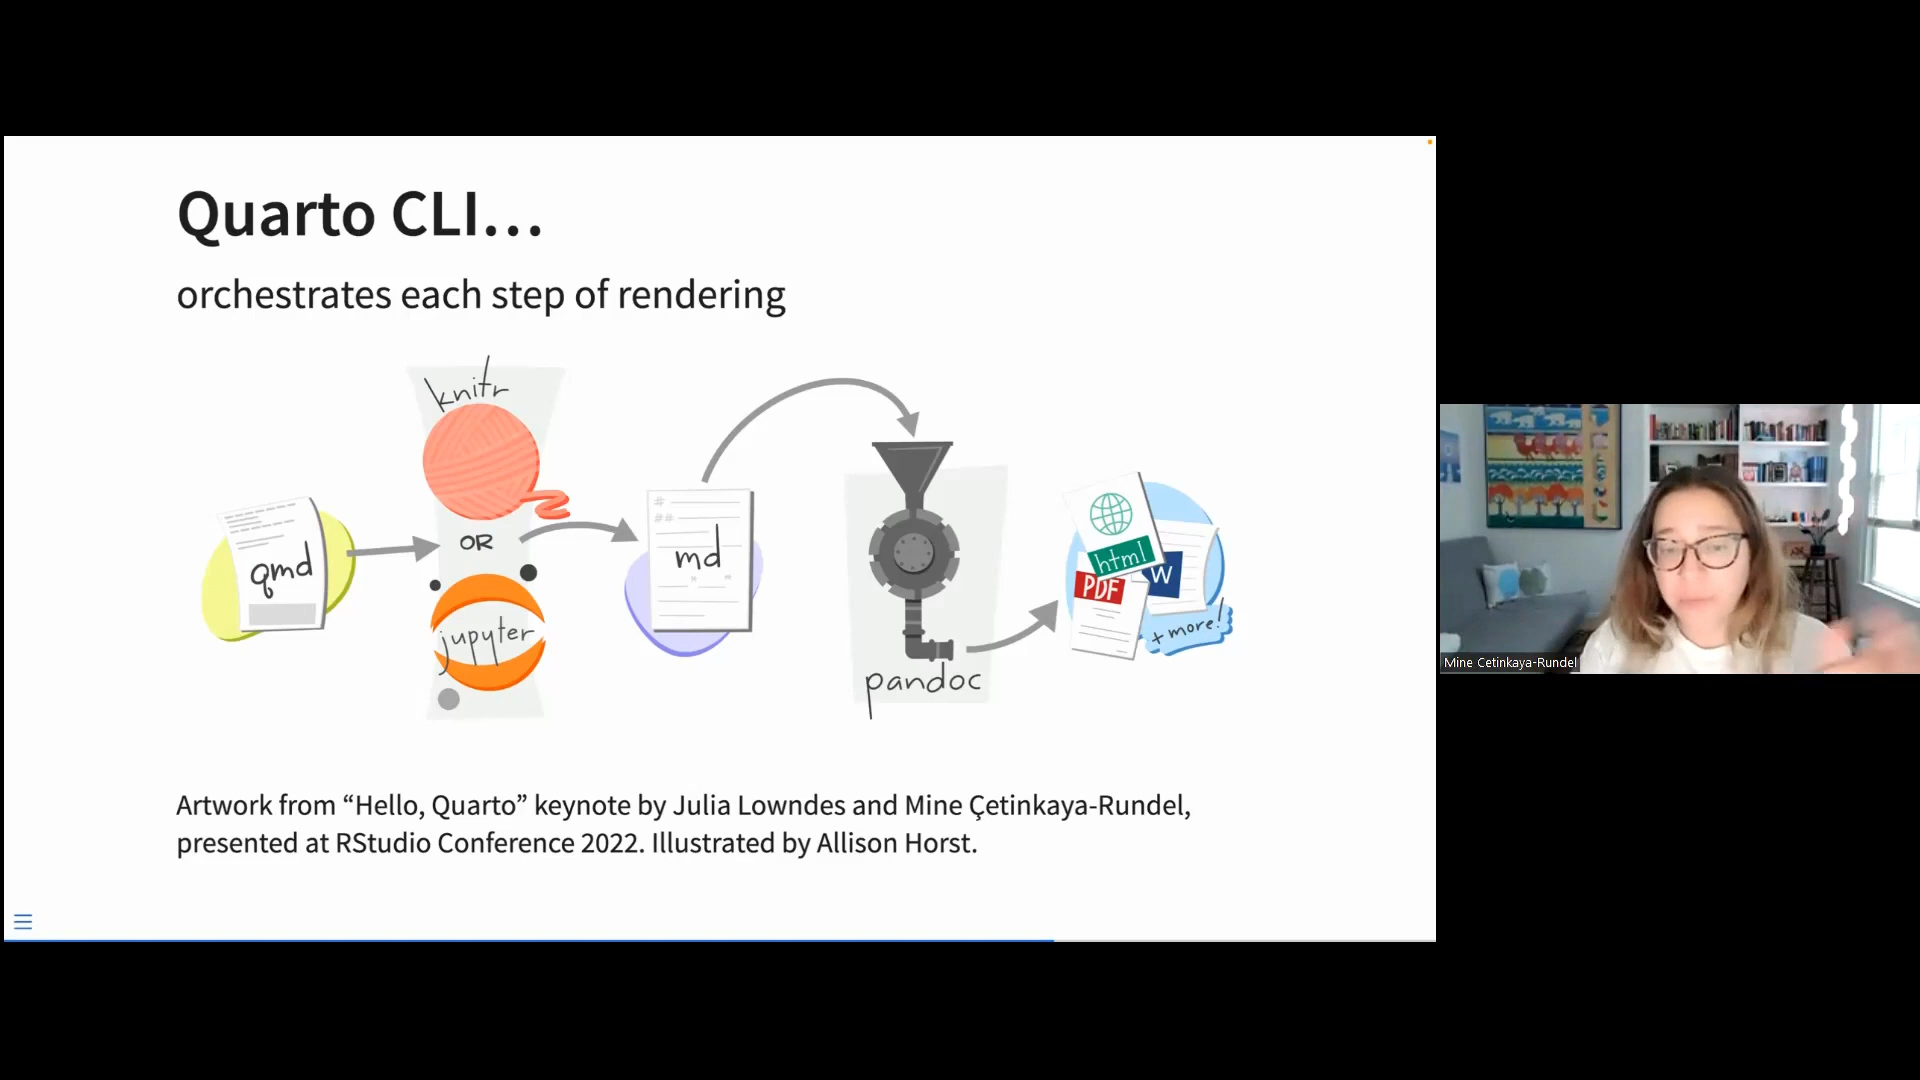 Quarto CLI...
orchestrates each step of rendering
knitr
OR
jupyter
qmd
#
##
md
pandoc
html
PDF
W
+ more!
Artwork from “Hello, Quarto” keynote by Julia Lowndes and Mine Çetinkaya-Rundel,
presented at RStudio Conference 2022. Illustrated by Allison Horst.
Mine Cetinkaya-Rundel